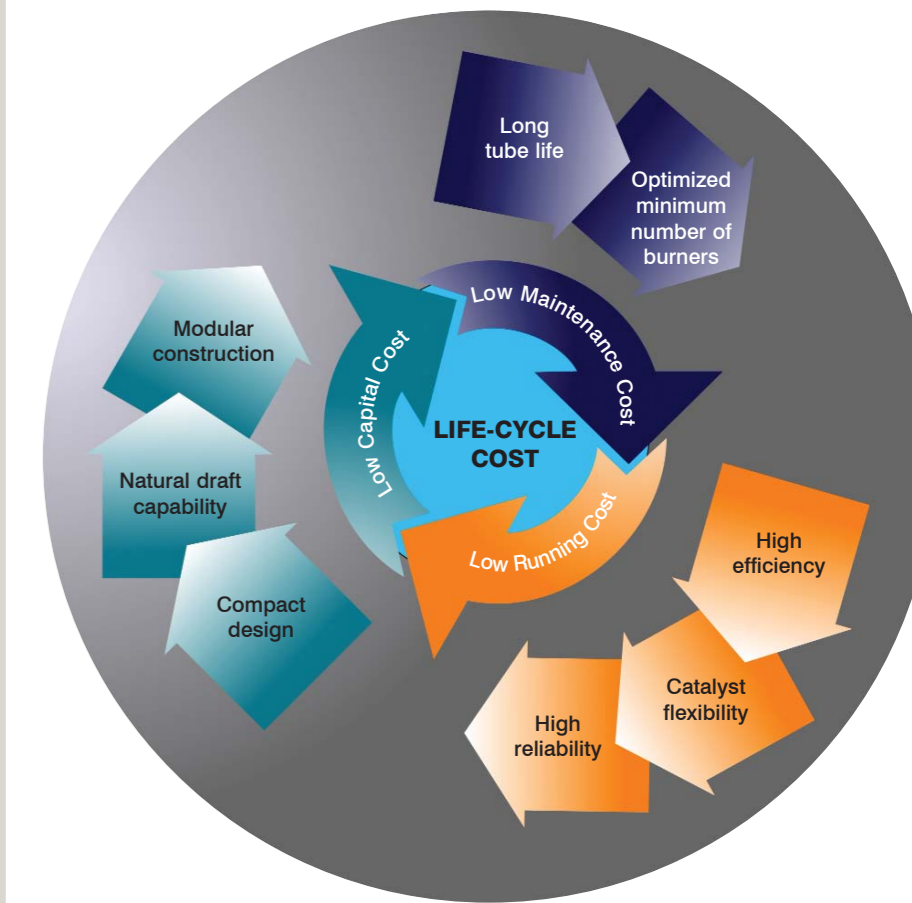 Long
tube life
Optimized
minimum
number of
burners
Low Maintenance Cost
Modular
construction
Low Capital Cost
LIFE-CYCLE
COST
Natural draft
capability
Low Running Cost
High
efficiency
Compact
design
Catalyst
flexibility
High
reliability